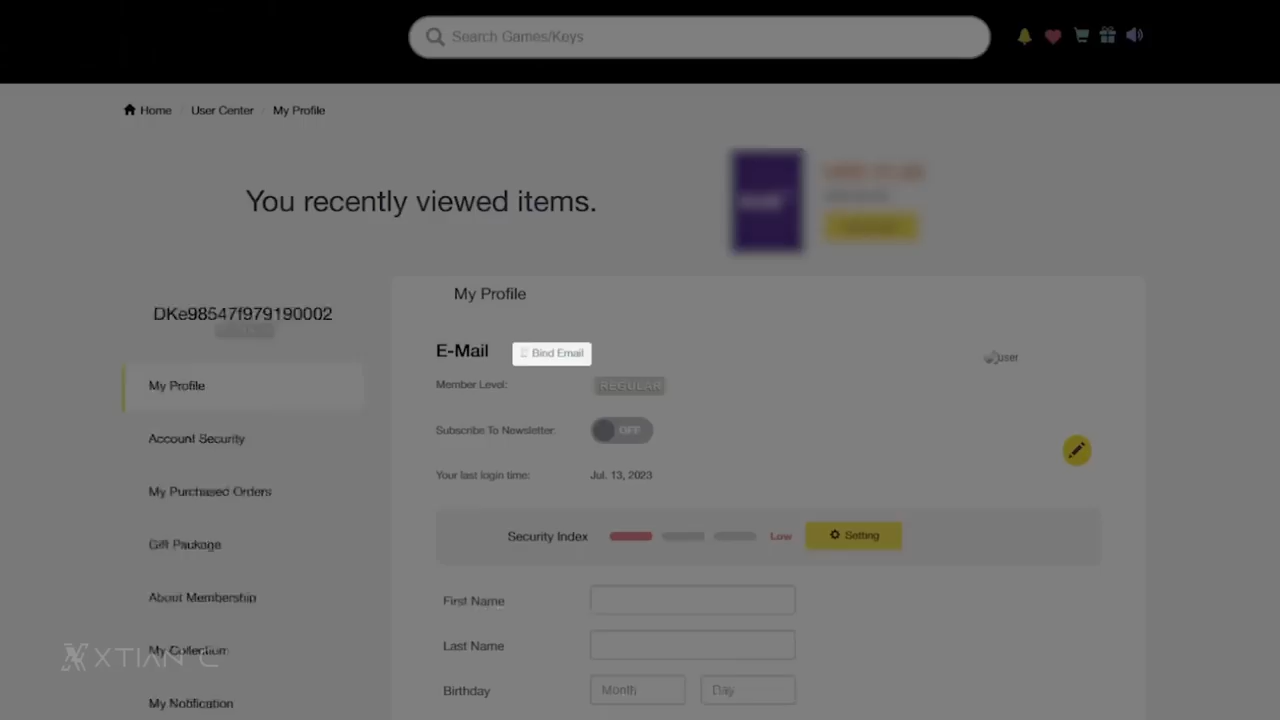 Search Games/Keys
Home User Center My Profile
You recently viewed items.
DKe98547f979190002
My Profile
Account Security
My Purchased Orders
Gift Package
About Membership
My Collection
My Notification
My Profile
E-Mail Bind Email
user
Member Level: REGULAR
Subscribe To Newsletter: OFF
Your last login time: Jul. 13, 2023
Security Index Low Setting
First Name
Last Name
Birthday Month Day
XTIAN C